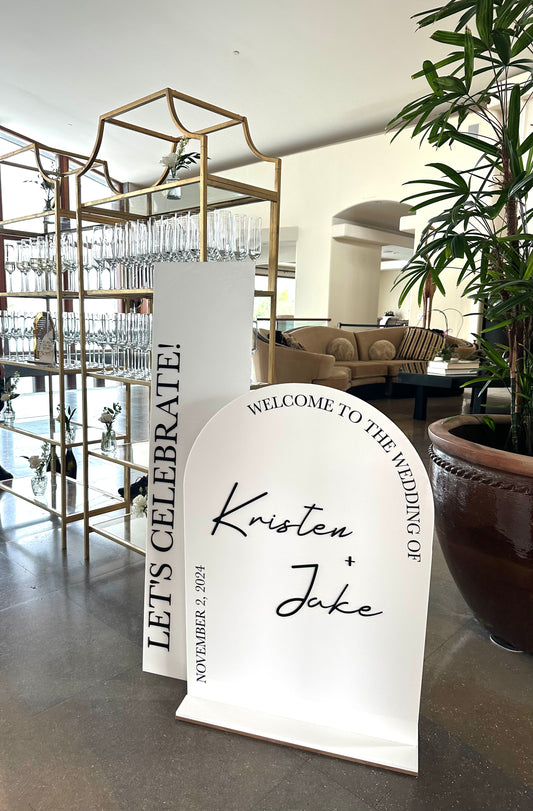 LET'S CELEBRATE!
WELCOME TO THE WEDDING OF
Kristen
+
Jake
NOVEMBER 2, 2024